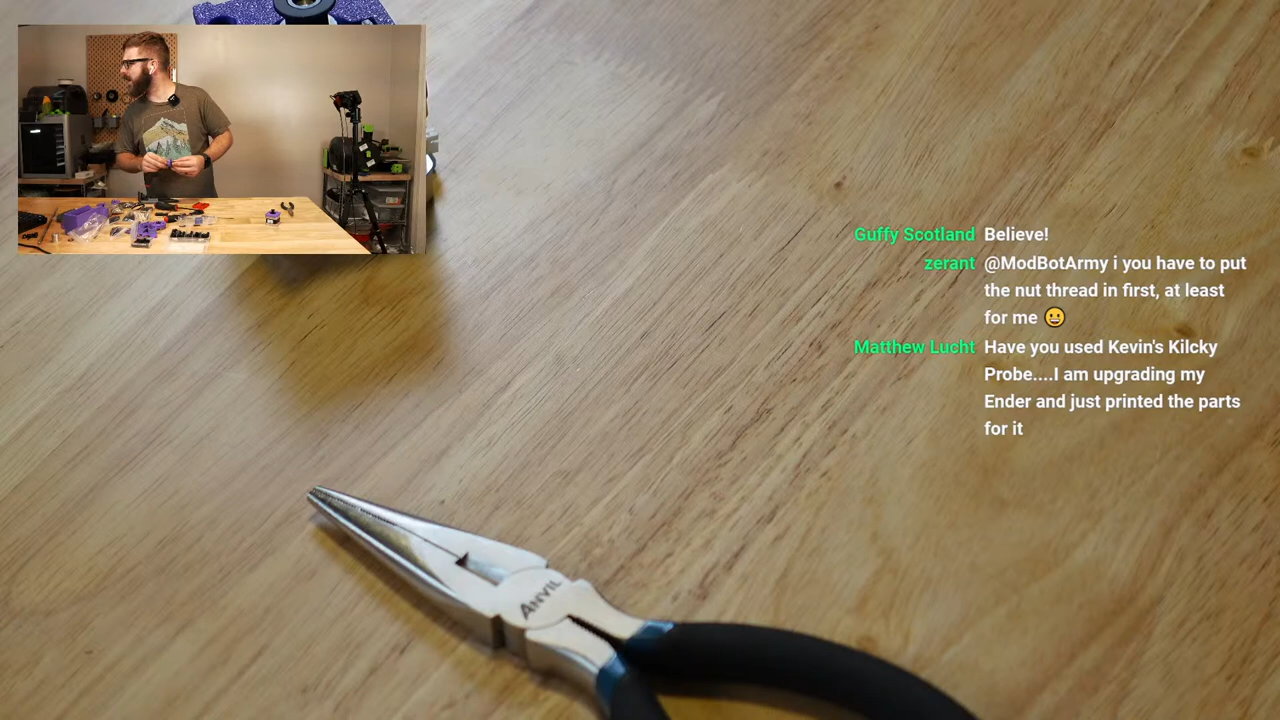 Guffy Scotland Believe!
zerant @ModBotArmy i you have to put
the nut thread in first, at least
for me 😀
Matthew Lucht Have you used Kevin's Kilcky
Probe....I am upgrading my
Ender and just printed the parts
for it
ANVIL